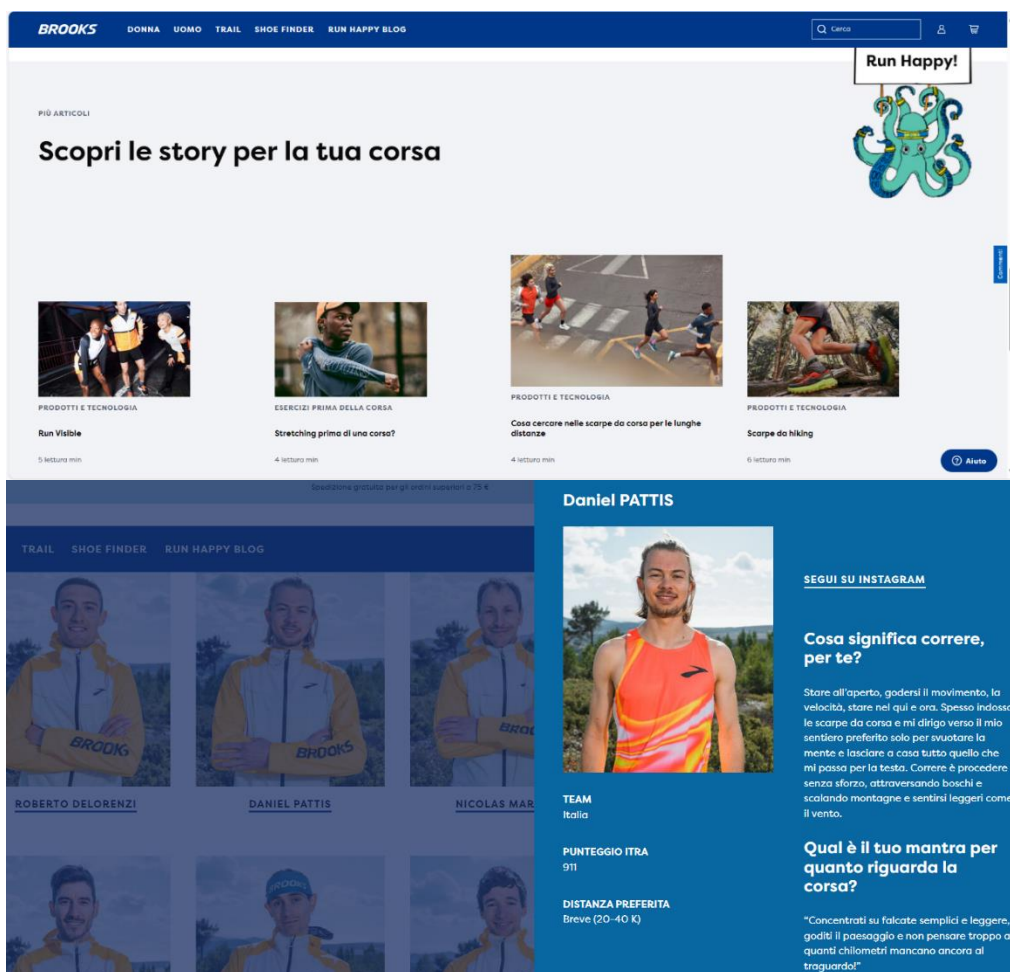 BROOKS DONNA UOMO TRAIL SHOE FINDER RUN HAPPY BLOG Cerca
Run Happy!
PIÙ ARTICOLI
Scopri le story per la tua corsa
Commenti
PRODOTTI E TECNOLOGIA
Run Visible
5 lettura min
ESERCIZI PRIMA DELLA CORSA
Stretching prima di una corsa?
4 lettura min
PRODOTTI E TECNOLOGIA
Cosa cercare nelle scarpe da corsa per le lunghe
distanze
4 lettura min
PRODOTTI E TECNOLOGIA
Scarpe da hiking
6 lettura min
Aiuto
Spedizione gratuita per gli ordini superiori a 75 €
TRAIL SHOE FINDER RUN HAPPY BLOG
BROOKS
BROOKS
ROBERTO DELORENZI
DANIEL PATTIS
NICOLAS MAR
BROOKS
Daniel PATTIS
TEAM
Italia
PUNTEGGIO ITRA
911
DISTANZA PREFERITA
Breve (20-40 K)
SEGUI SU INSTAGRAM
Cosa significa correre,
per te?
Stare all'aperto, godersi il movimento, la
velocità, stare nel qui e ora. Spesso indosso
le scarpe da corsa e mi dirigo verso il mio
sentiero preferito solo per svuotare la
mente e lasciare a casa tutto quello che
mi passa per la testa. Correre è procedere
senza sforzo, attraversando boschi e
scalando montagne e sentirsi leggeri come
il vento.
Qual è il tuo mantra per
quanto riguarda la
corsa?
"Concentrati su falcate semplici e leggere,
goditi il paesaggio e non pensare troppo a
quanti chilometri mancano ancora al
traguardo!"